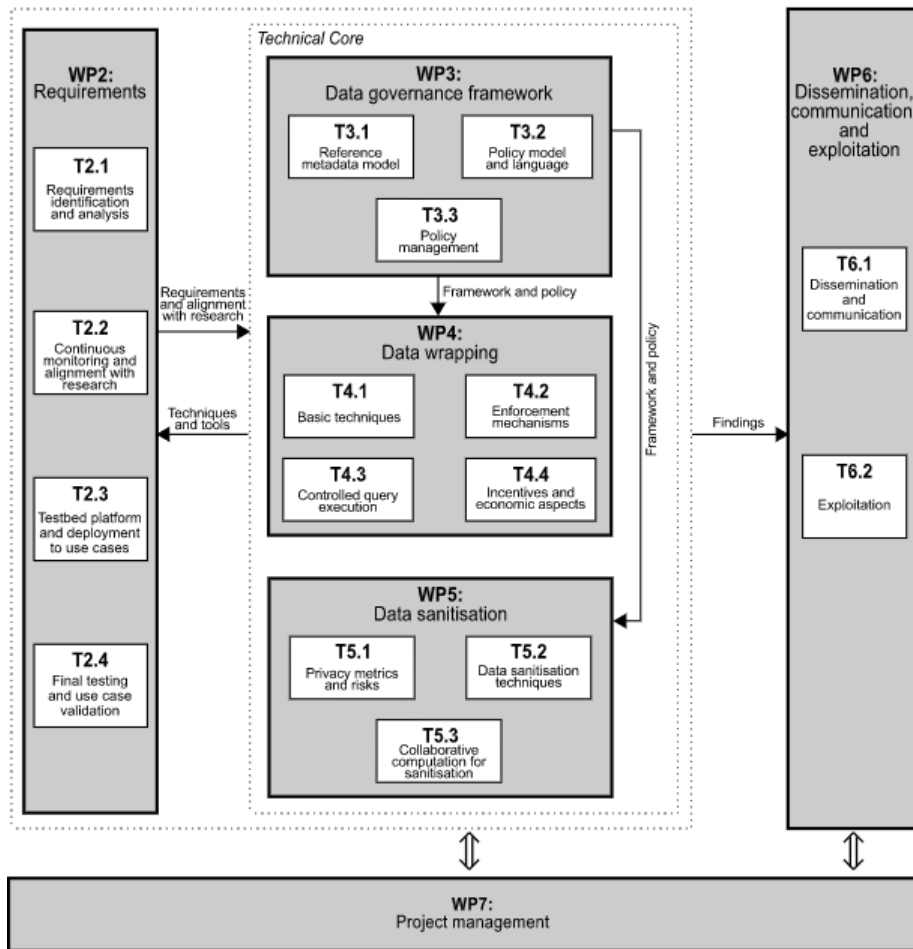 WP2:
Requirements
T2.1
Requirements
identification
and analysis
T2.2
Continuous
monitoring and
alignment with
research
T2.3
Testbed platform
and deployment
to use cases
T2.4
Final testing
and use case
validation
Requirements
and alignment
with research
Techniques
and tools
Technical Core
WP3:
Data governance framework
T3.1
Reference
metadata model
T3.2
Policy model
and language
T3.3
Policy
management
Framework and policy
WP4:
Data wrapping
T4.1
Basic techniques
T4.2
Enforcement
mechanisms
T4.3
Controlled query
execution
T4.4
Incentives and
economic aspects
Framework and policy
WP5:
Data sanitisation
T5.1
Privacy metrics
and risks
T5.2
Data sanitisation
techniques
T5.3
Collaborative
computation for
sanitisation
Findings
WP6:
Dissemination,
communication
and
exploitation
T6.1
Dissemination
and
communication
T6.2
Exploitation
WP7:
Project management